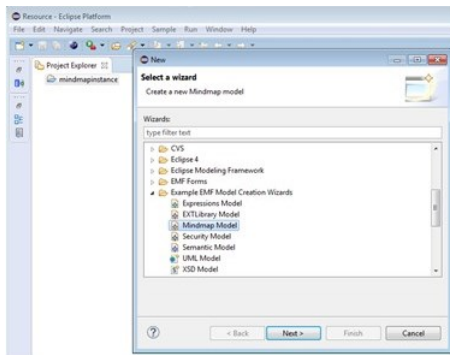 Resource - Eclipse Platform
File Edit Navigate Search Project Sample Run Window Help
Project Explorer
mindmapinstance
New
Select a wizard
Create a new Mindmap model
Wizards:
type filter text
CVS
Eclipse 4
Eclipse Modeling Framework
EMF Forms
Example EMF Model Creation Wizards
Expressions Model
EXTLibrary Model
Mindmap Model
Security Model
Semantic Model
UML Model
XSD Model
< Back Next > Finish Cancel